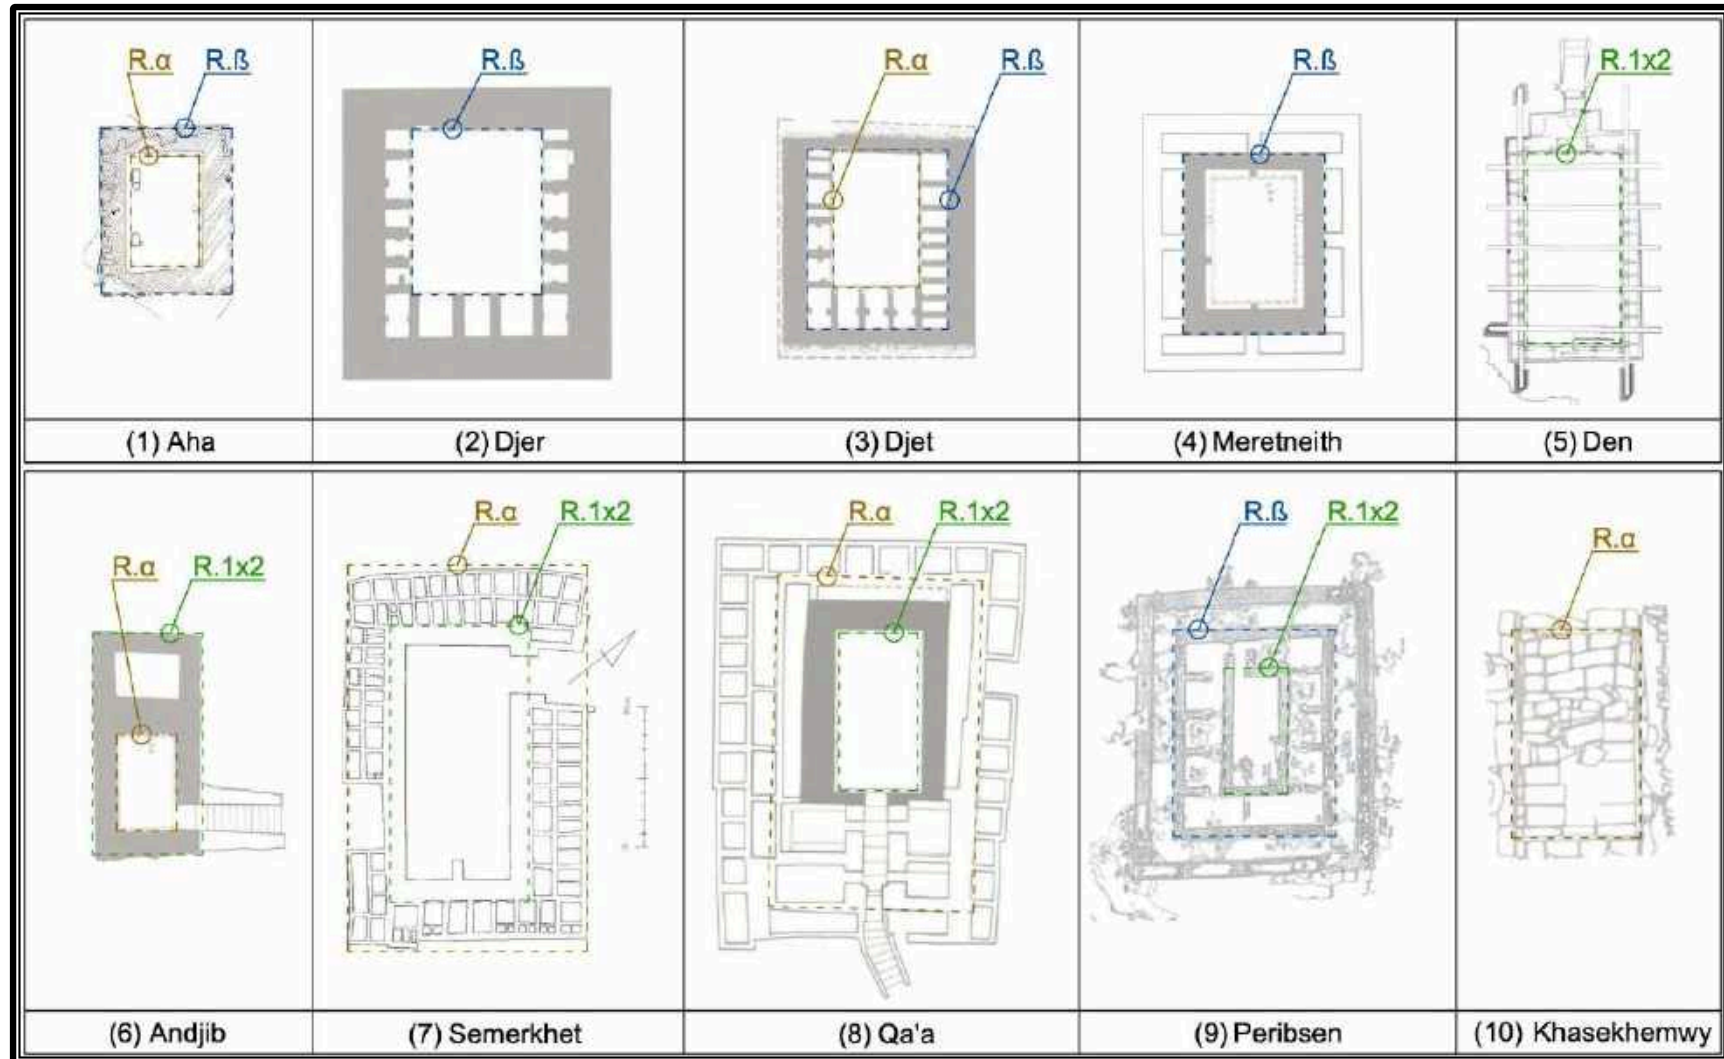 R.α R.ß
R.ß
R.α R.ß
R.ß
R.1x2
(1) Aha
(2) Djer
(3) Djet
(4) Meretneith
(5) Den
R.α R.1x2
R.α R.1x2
R.α R.1x2
R.ß R.1x2
R.α
(6) Andjib
(7) Semerkhet
(8) Qa'a
(9) Peribsen
(10) Khasekhemwy